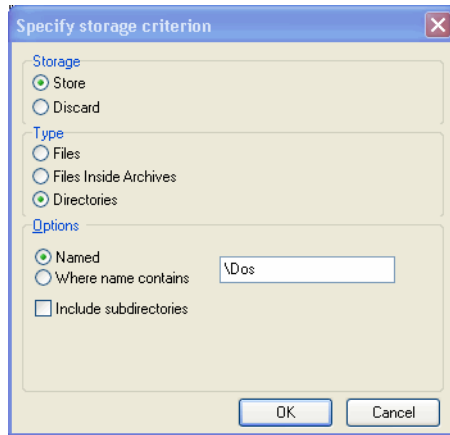 Specify storage criterion
Storage
Store
Discard
Type
Files
Files Inside Archives
Directories
Options
Named
Where name contains
\Dos
Include subdirectories
OK
Cancel